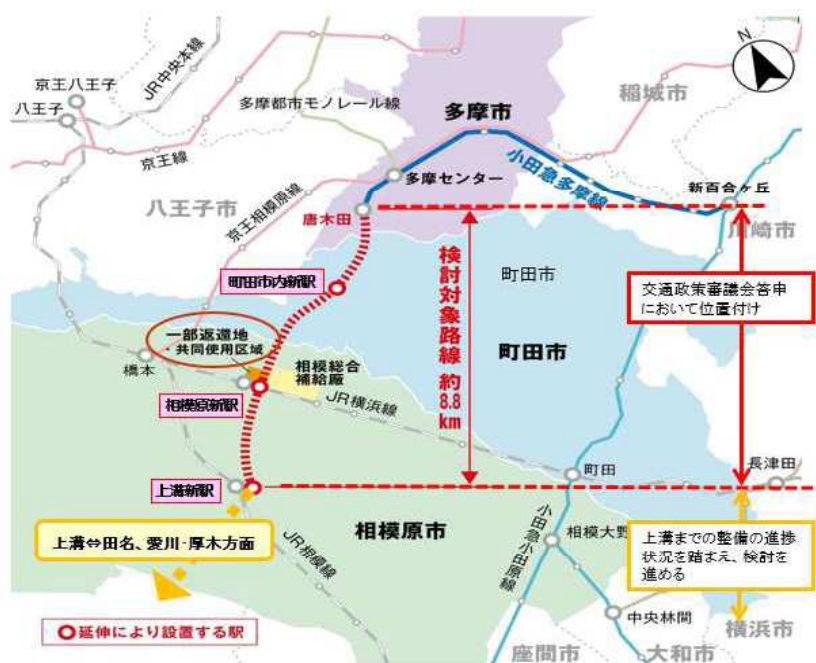 N
京王八王子
八王子
JR中央本線
多摩都市モノレール線
多摩市
稲城市
京王線
多摩センター
小田急多摩線
新百合ヶ丘
八王子市
京王相模原線
唐木田
川崎市
町田市内新駅
検討対象路線 約8.8km
町田市
交通政策審議会答申
において位置付け
一部返還地
・共同使用区域
町田市
橋本
相模総合
補給廠
相模原新駅
JR横浜線
上溝新駅
町田
長津田
上溝⇔田名、愛川・厚木方面
JR相模線
相模原市
小田急小田原線
相模大野
上溝までの整備の進捗
状況を踏まえ、検討を
進める
中央林間
横浜市
延伸により設置する駅
座間市
大和市